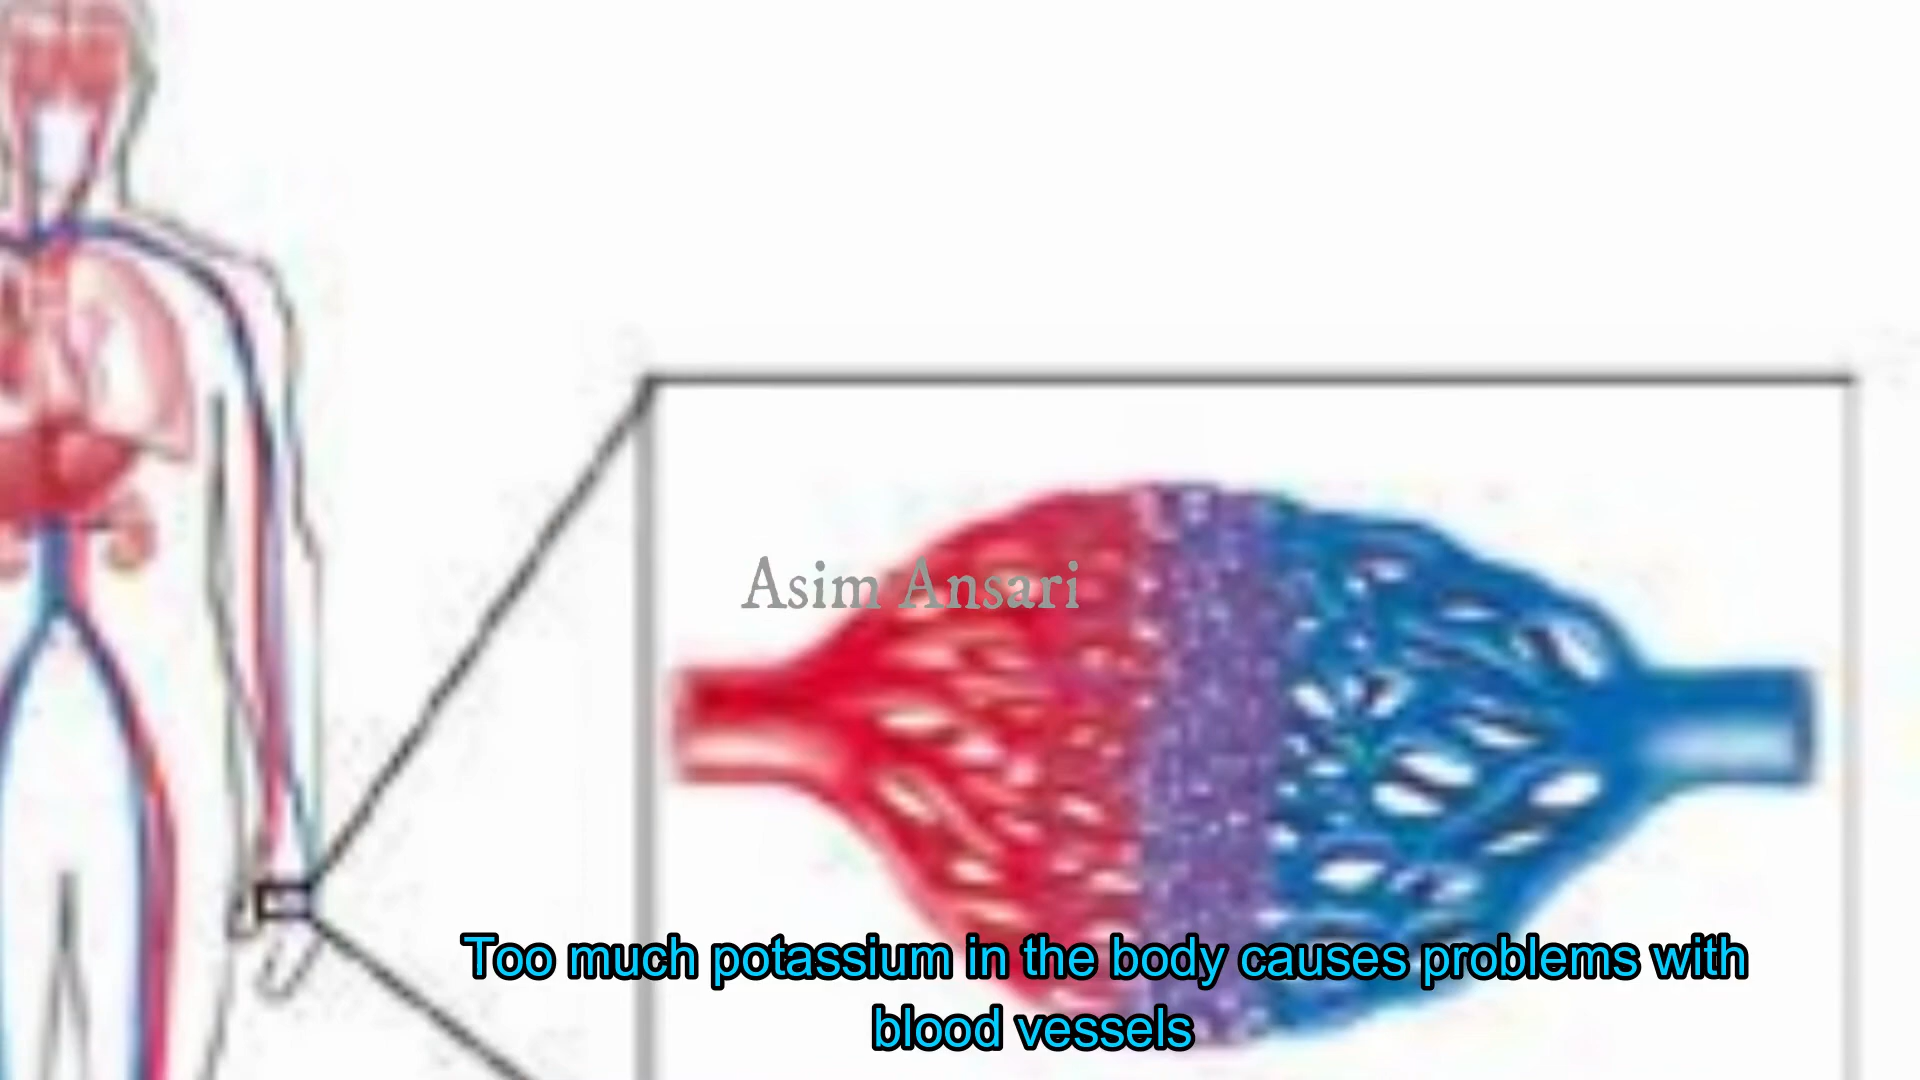 Asim Ansari
Too much potassium in the body causes problems with
blood vessels